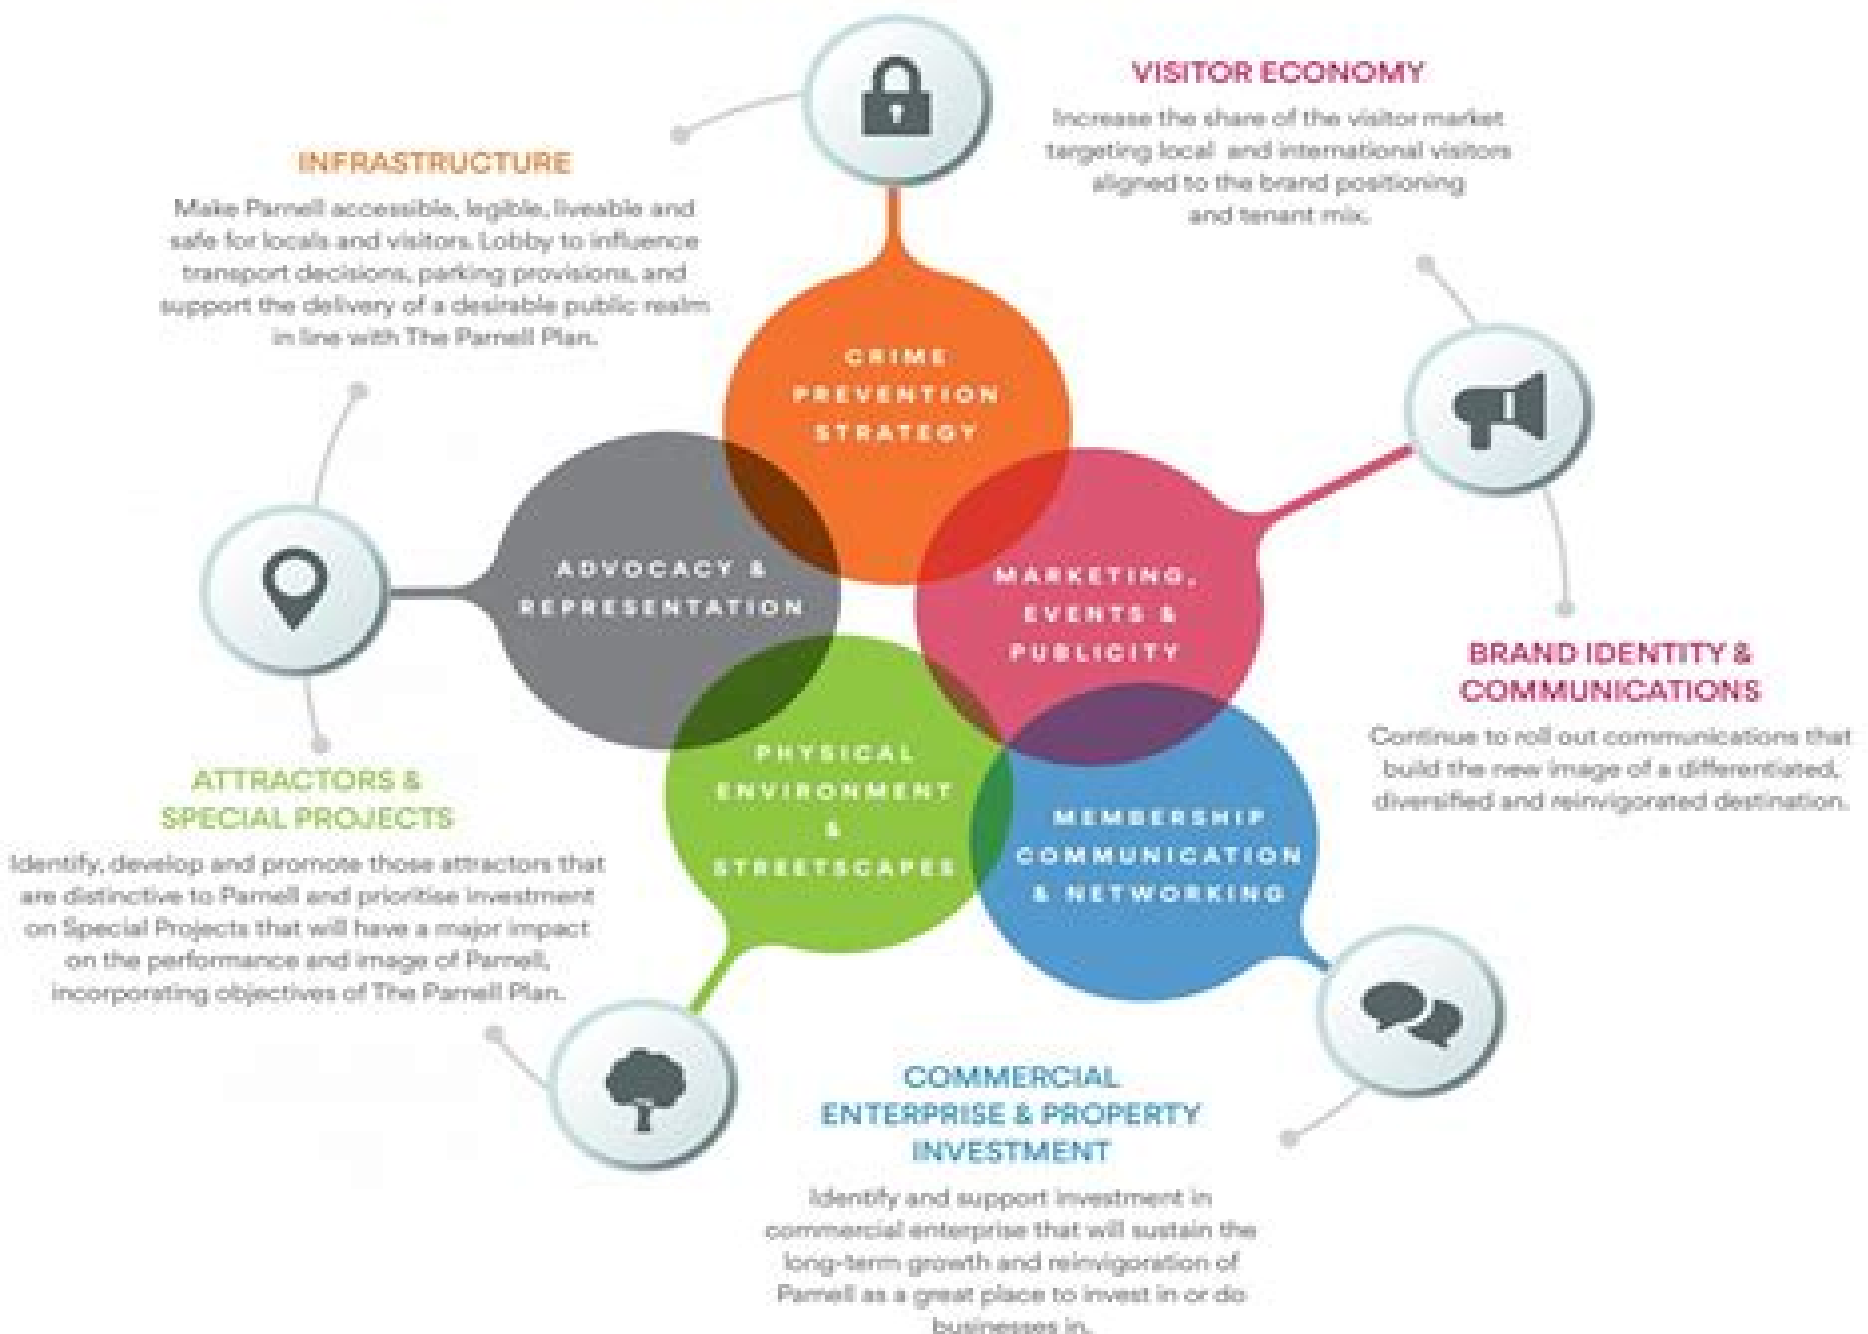 VISITOR ECONOMY
Increase the share of the visitor market
targeting local and international visitors
aligned to the brand positioning
and tenant mix.
INFRASTRUCTURE
Make Parnell accessible, legible, liveable and
safe for locals and visitors. Lobby to influence
transport decisions, parking provisions, and
support the delivery of a desirable public realm
in line with The Parnell Plan.
CRIME
PREVENTION
STRATEGY
ADVOCACY &
REPRESENTATION
MARKETING,
EVENTS &
PUBLICITY
BRAND IDENTITY &
COMMUNICATIONS
Continue to roll out communications that
build the new image of a differentiated,
diversified and reinvigorated destination.
ATTRACTORS &
SPECIAL PROJECTS
Identify, develop and promote those attractors that
are distinctive to Parnell and prioritise investment
on Special Projects that will have a major impact
on the performance and image of Parnell,
incorporating objectives of The Parnell Plan.
PHYSICAL
ENVIRONMENT
&
STREETSCAPES
MEMBERSHIP
COMMUNICATION
& NETWORKING
COMMERCIAL
ENTERPRISE & PROPERTY
INVESTMENT
Identify and support investment in
commercial enterprise that will sustain the
long-term growth and reinvigoration of
Parnell as a great place to invest in or do
businesses in.